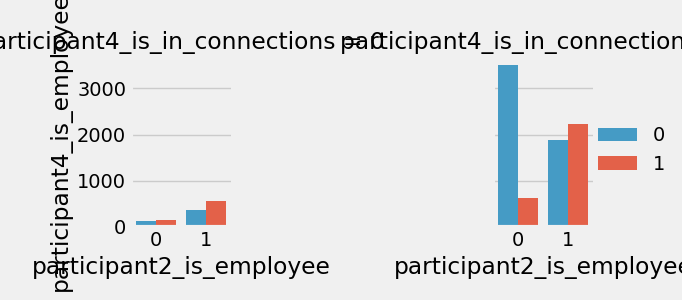 participant4_is_in_connections = 0
participant4_is_in_connection
participant4_is_employee
3000
2000
1000
0
0 1
0 1
participant2_is_employee
participant2_is_employee
0
1